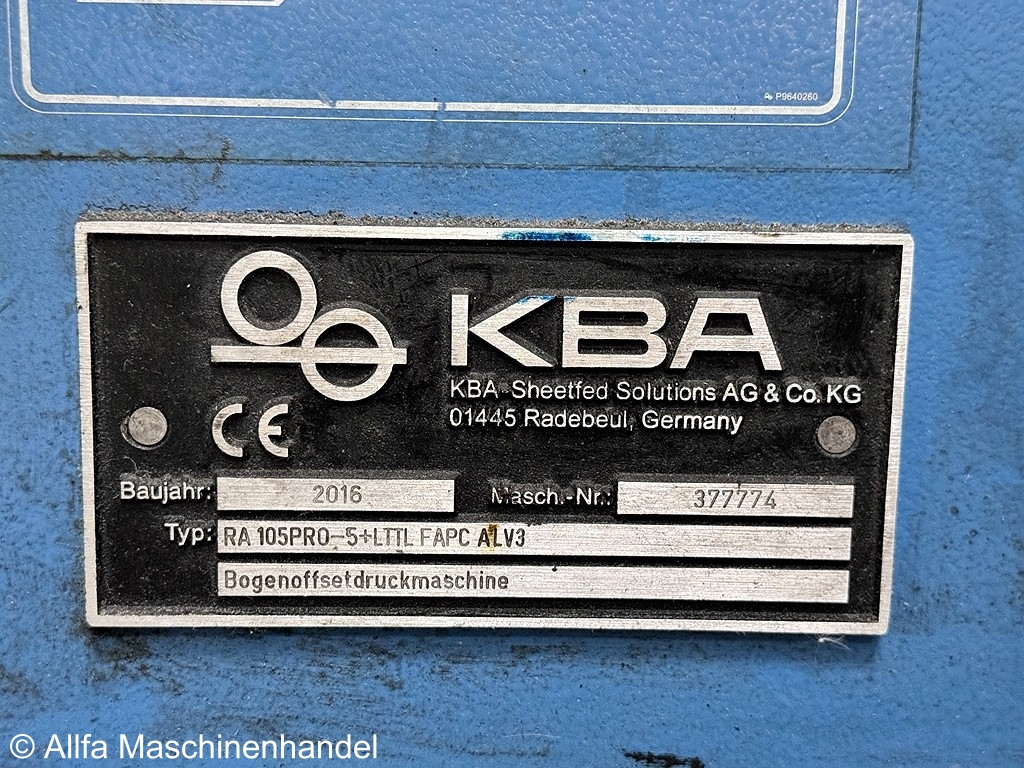 P9640260
KBA
KBA-Sheetfed Solutions AG & Co. KG
01445 Radebeul, Germany
CE
Baujahr: 2016 Masch.-Nr.: 377774
Typ: RA 105PRO-5+LTTL FAPC ALV3
Bogenoffsetdruckmaschine
© Allfa Maschinenhandel